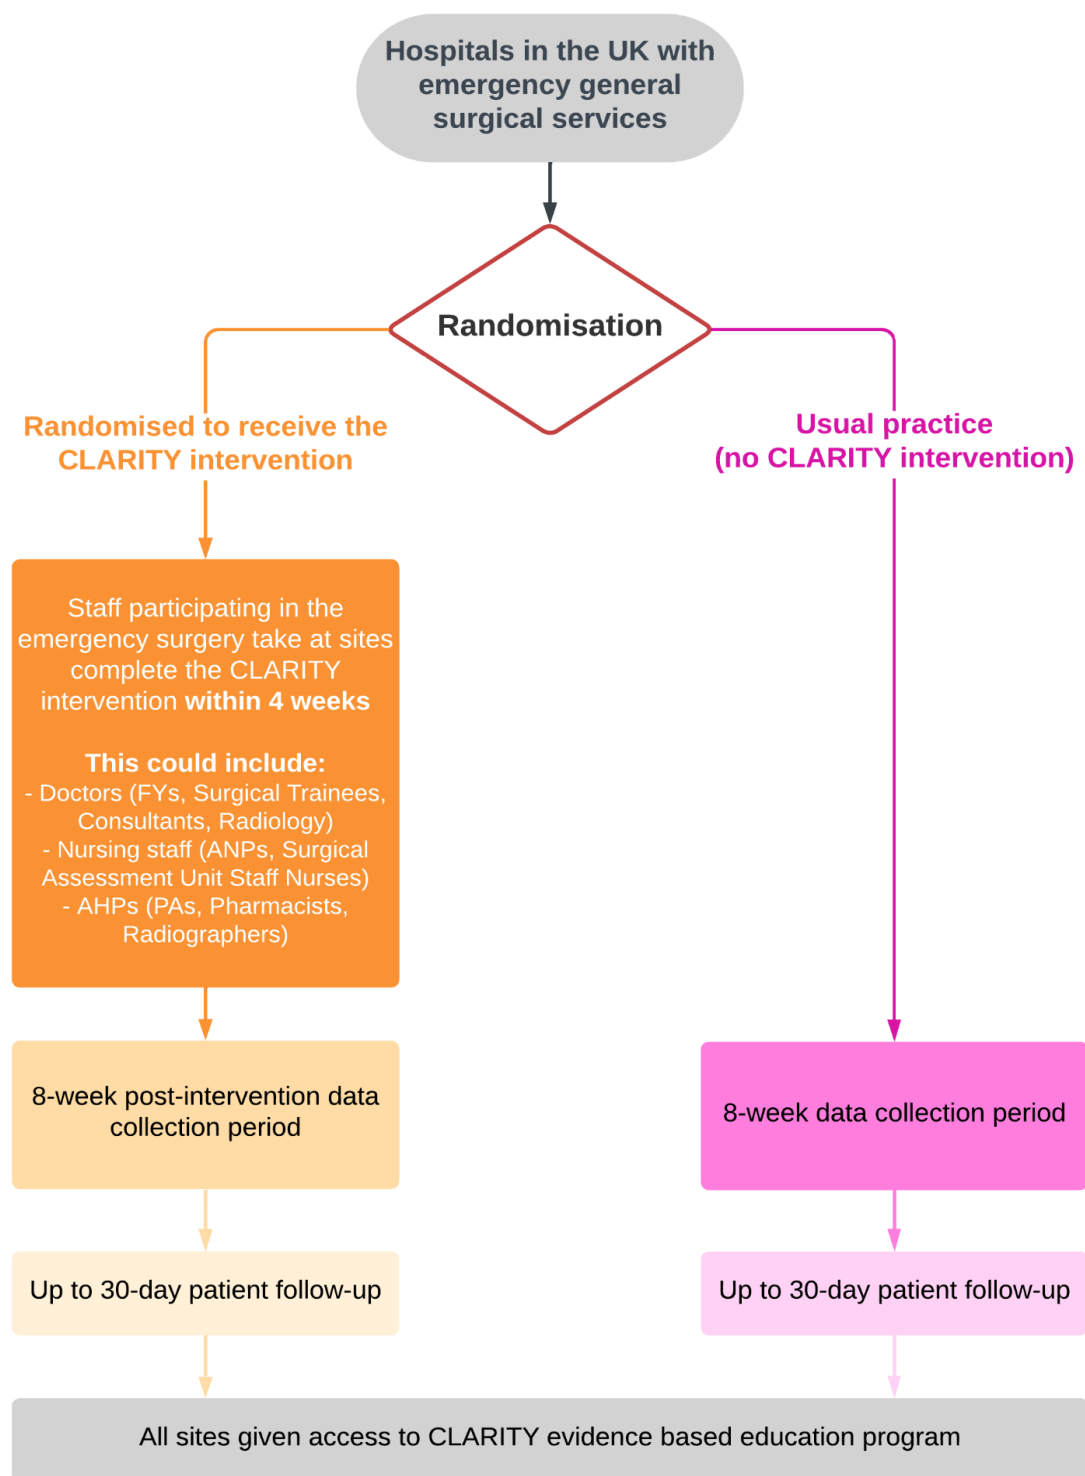 Hospitals in the UK with
emergency general
surgical services
Randomisation
Randomised to receive the
CLARITY intervention
Usual practice
(no CLARITY intervention)
Staff participating in the
emergency surgery take at sites
complete the CLARITY
intervention within 4 weeks
This could include:
- Doctors (FYs, Surgical Trainees,
Consultants, Radiology)
- Nursing staff (ANPs, Surgical
Assessment Unit Staff Nurses)
- AHPs (PAs, Pharmacists,
Radiographers)
8-week post-intervention data
collection period
8-week data collection period
Up to 30-day patient follow-up
Up to 30-day patient follow-up
All sites given access to CLARITY evidence based education program